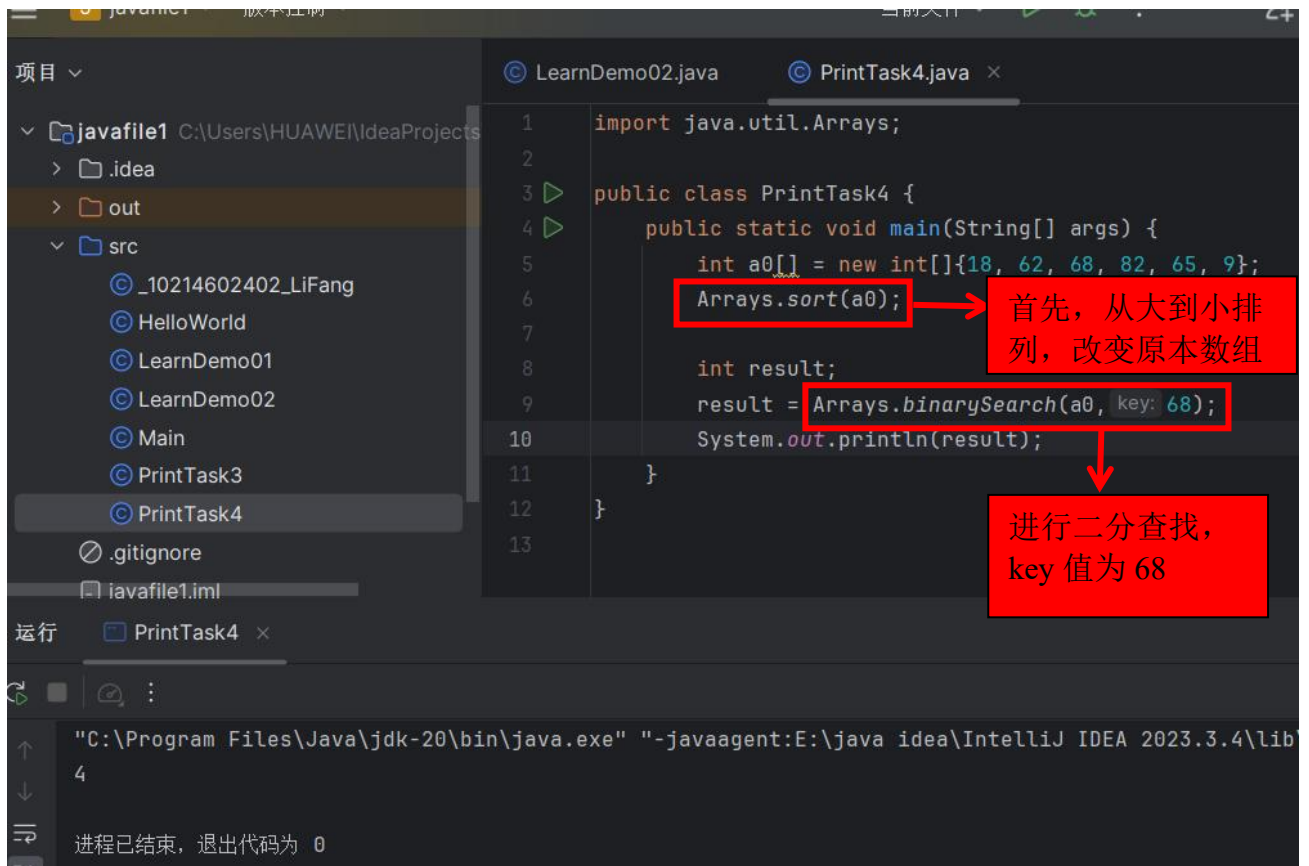 javafile1
项目
LearnDemo02.java PrintTask4.java
javafile1 C:\Users\HUAWEI\IdeaProjects
.idea
out
src
_10214602402_LiFang
HelloWorld
LearnDemo01
LearnDemo02
Main
PrintTask3
PrintTask4
.gitignore
javafile1.iml
1 import java.util.Arrays;
2
3 public class PrintTask4 {
4 public static void main(String[] args) {
5 int a0[] = new int[]{18, 62, 68, 82, 65, 9};
6 Arrays.sort(a0);
7
8 int result;
9 result = Arrays.binarySearch(a0, key: 68);
10 System.out.println(result);
11 }
12 }
13
首先，从大到小排
列，改变原本数组
进行二分查找，
key 值为 68
运行 PrintTask4
"C:\Program Files\Java\jdk-20\bin\java.exe" "-javaagent:E:\java idea\IntelliJ IDEA 2023.3.4\lib\
4
进程已结束，退出代码为 0